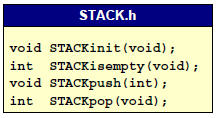 STACK.h
void STACKinit(void);
int  STACKisempty(void);
void STACKpush(int);
int  STACKpop(void);